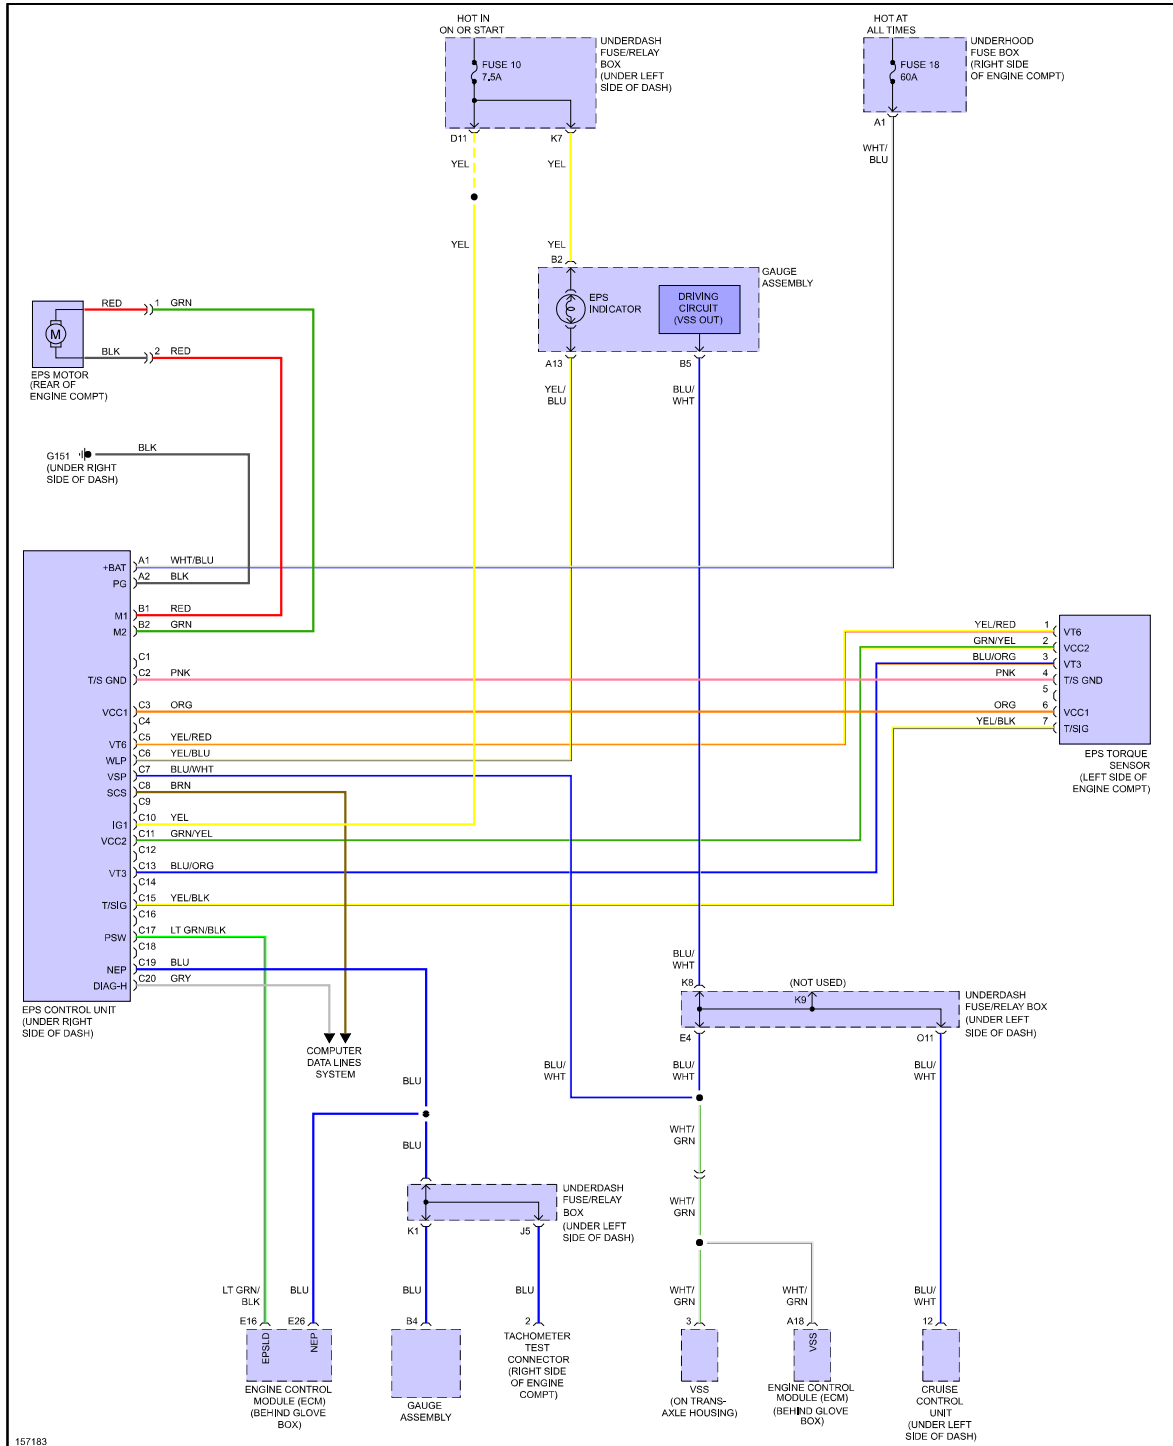 HOT IN
ON OR START
UNDERDASH
FUSE/RELAY
BOX
(UNDER LEFT
SIDE OF DASH)
FUSE 10
7.5A
D11
K7
YEL
YEL
HOT AT
ALL TIMES
UNDERHOOD
FUSE BOX
(RIGHT SIDE
OF ENGINE COMPT)
FUSE 18
60A
A1
WHT/
BLU
YEL
YEL
B2
GAUGE
ASSEMBLY
EPS
INDICATOR
DRIVING
CIRCUIT
(VSS OUT)
A13
B5
YEL/
BLU
BLU/
WHT
RED
1
GRN
M
BLK
2
RED
EPS MOTOR
(REAR OF
ENGINE COMPT)
G151
(UNDER RIGHT
SIDE OF DASH)
BLK
+BAT
A1
WHT/BLU
PG
A2
BLK
M1
B1
RED
M2
B2
GRN
C1
T/S GND
C2
PNK
VCC1
C3
ORG
C4
VT6
C5
YEL/RED
WLP
C6
YEL/BLU
VSP
C7
BLU/WHT
SCS
C8
BRN
C9
IG1
C10
YEL
VCC2
C11
GRN/YEL
C12
VT3
C13
BLU/ORG
C14
T/SIG
C15
YEL/BLK
C16
PSW
C17
LT GRN/BLK
C18
NEP
C19
BLU
DIAG-H
C20
GRY
EPS CONTROL UNIT
(UNDER RIGHT
SIDE OF DASH)
YEL/RED
1
VT6
GRN/YEL
2
VCC2
BLU/ORG
3
VT3
PNK
4
T/S GND
5
ORG
6
VCC1
YEL/BLK
7
T/SIG
EPS TORQUE
SENSOR
(LEFT SIDE OF
ENGINE COMPT)
COMPUTER
DATA LINES
SYSTEM
BLU/
WHT
K8
(NOT USED)
K9
UNDERDASH
FUSE/RELAY BOX
(UNDER LEFT
SIDE OF DASH)
E4
O11
BLU/
WHT
BLU/
WHT
BLU/
WHT
BLU
BLU
WHT/
GRN
WHT/
GRN
UNDERDASH
FUSE/RELAY
BOX
(UNDER LEFT
SIDE OF DASH)
K1
J5
LT GRN/
BLK
BLU
BLU
BLU
WHT/
GRN
WHT/
GRN
BLU/
WHT
E16
E26
B4
2
3
A18
12
EPSLD
NEP
VSS
ENGINE CONTROL
MODULE (ECM)
(BEHIND GLOVE
BOX)
GAUGE
ASSEMBLY
TACHOMETER
TEST
CONNECTOR
(RIGHT SIDE
OF ENGINE
COMPT)
VSS
(ON TRANS-
AXLE HOUSING)
ENGINE CONTROL
MODULE (ECM)
(BEHIND GLOVE
BOX)
CRUISE
CONTROL
UNIT
(UNDER LEFT
SIDE OF DASH)
157183